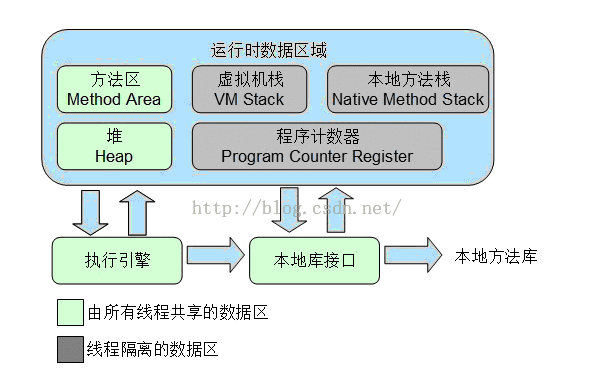 运行时数据区域
方法区
Method Area
虚拟机栈
VM Stack
本地方法栈
Native Method Stack
堆
Heap
程序计数器
Program Counter Register
http://blog.csdn.net/
执行引擎
本地库接口
本地方法库
由所有线程共享的数据区
线程隔离的数据区